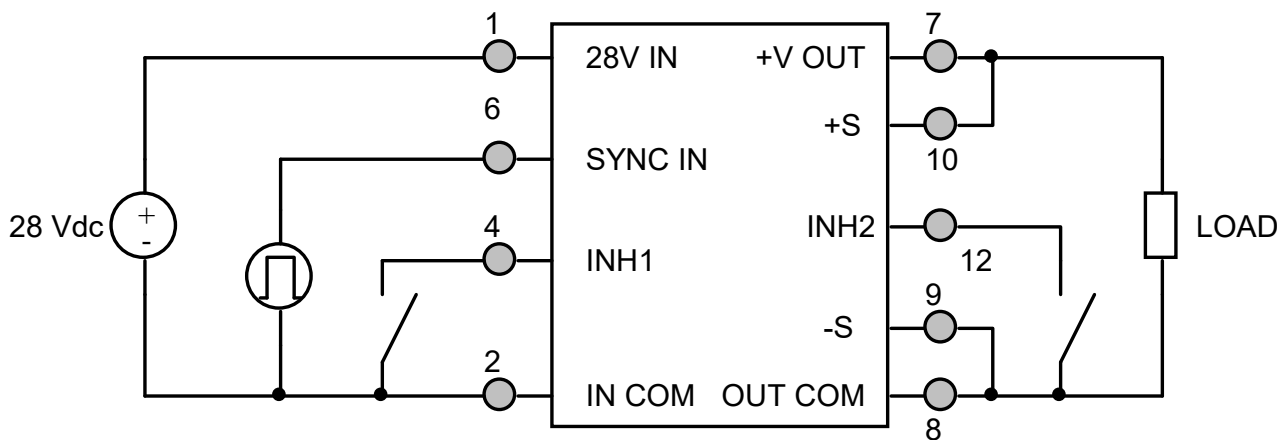 1
7
28V IN
+V OUT
6
+S
10
SYNC IN
28 Vdc
+
-
4
INH1
INH2
12
LOAD
9
-S
2
IN COM
OUT COM
8